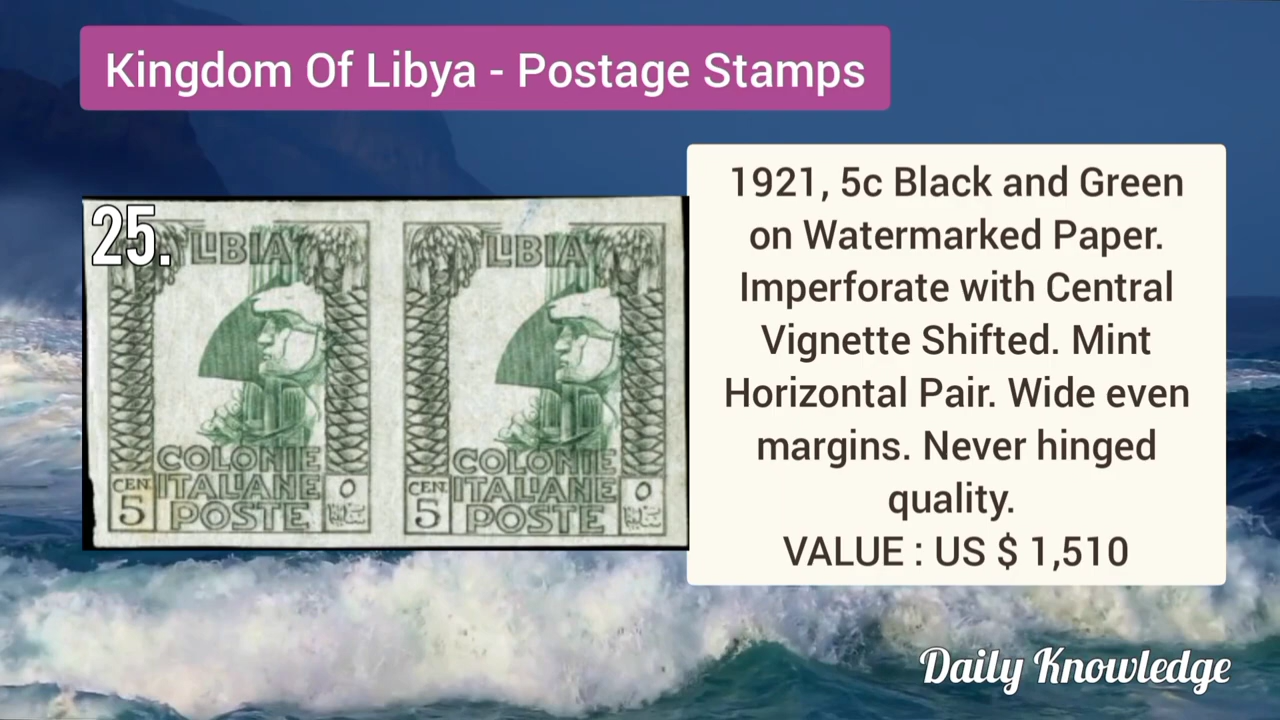 Kingdom Of Libya - Postage Stamps
25.
LIBIA
COLONIE
ITALIANE
POSTE
CEN.
5
LIBIA
COLONIE
ITALIANE
POSTE
CEN.
5
1921, 5c Black and Green
on Watermarked Paper.
Imperforate with Central
Vignette Shifted. Mint
Horizontal Pair. Wide even
margins. Never hinged
quality.
VALUE : US $ 1,510
Daily Knowledge